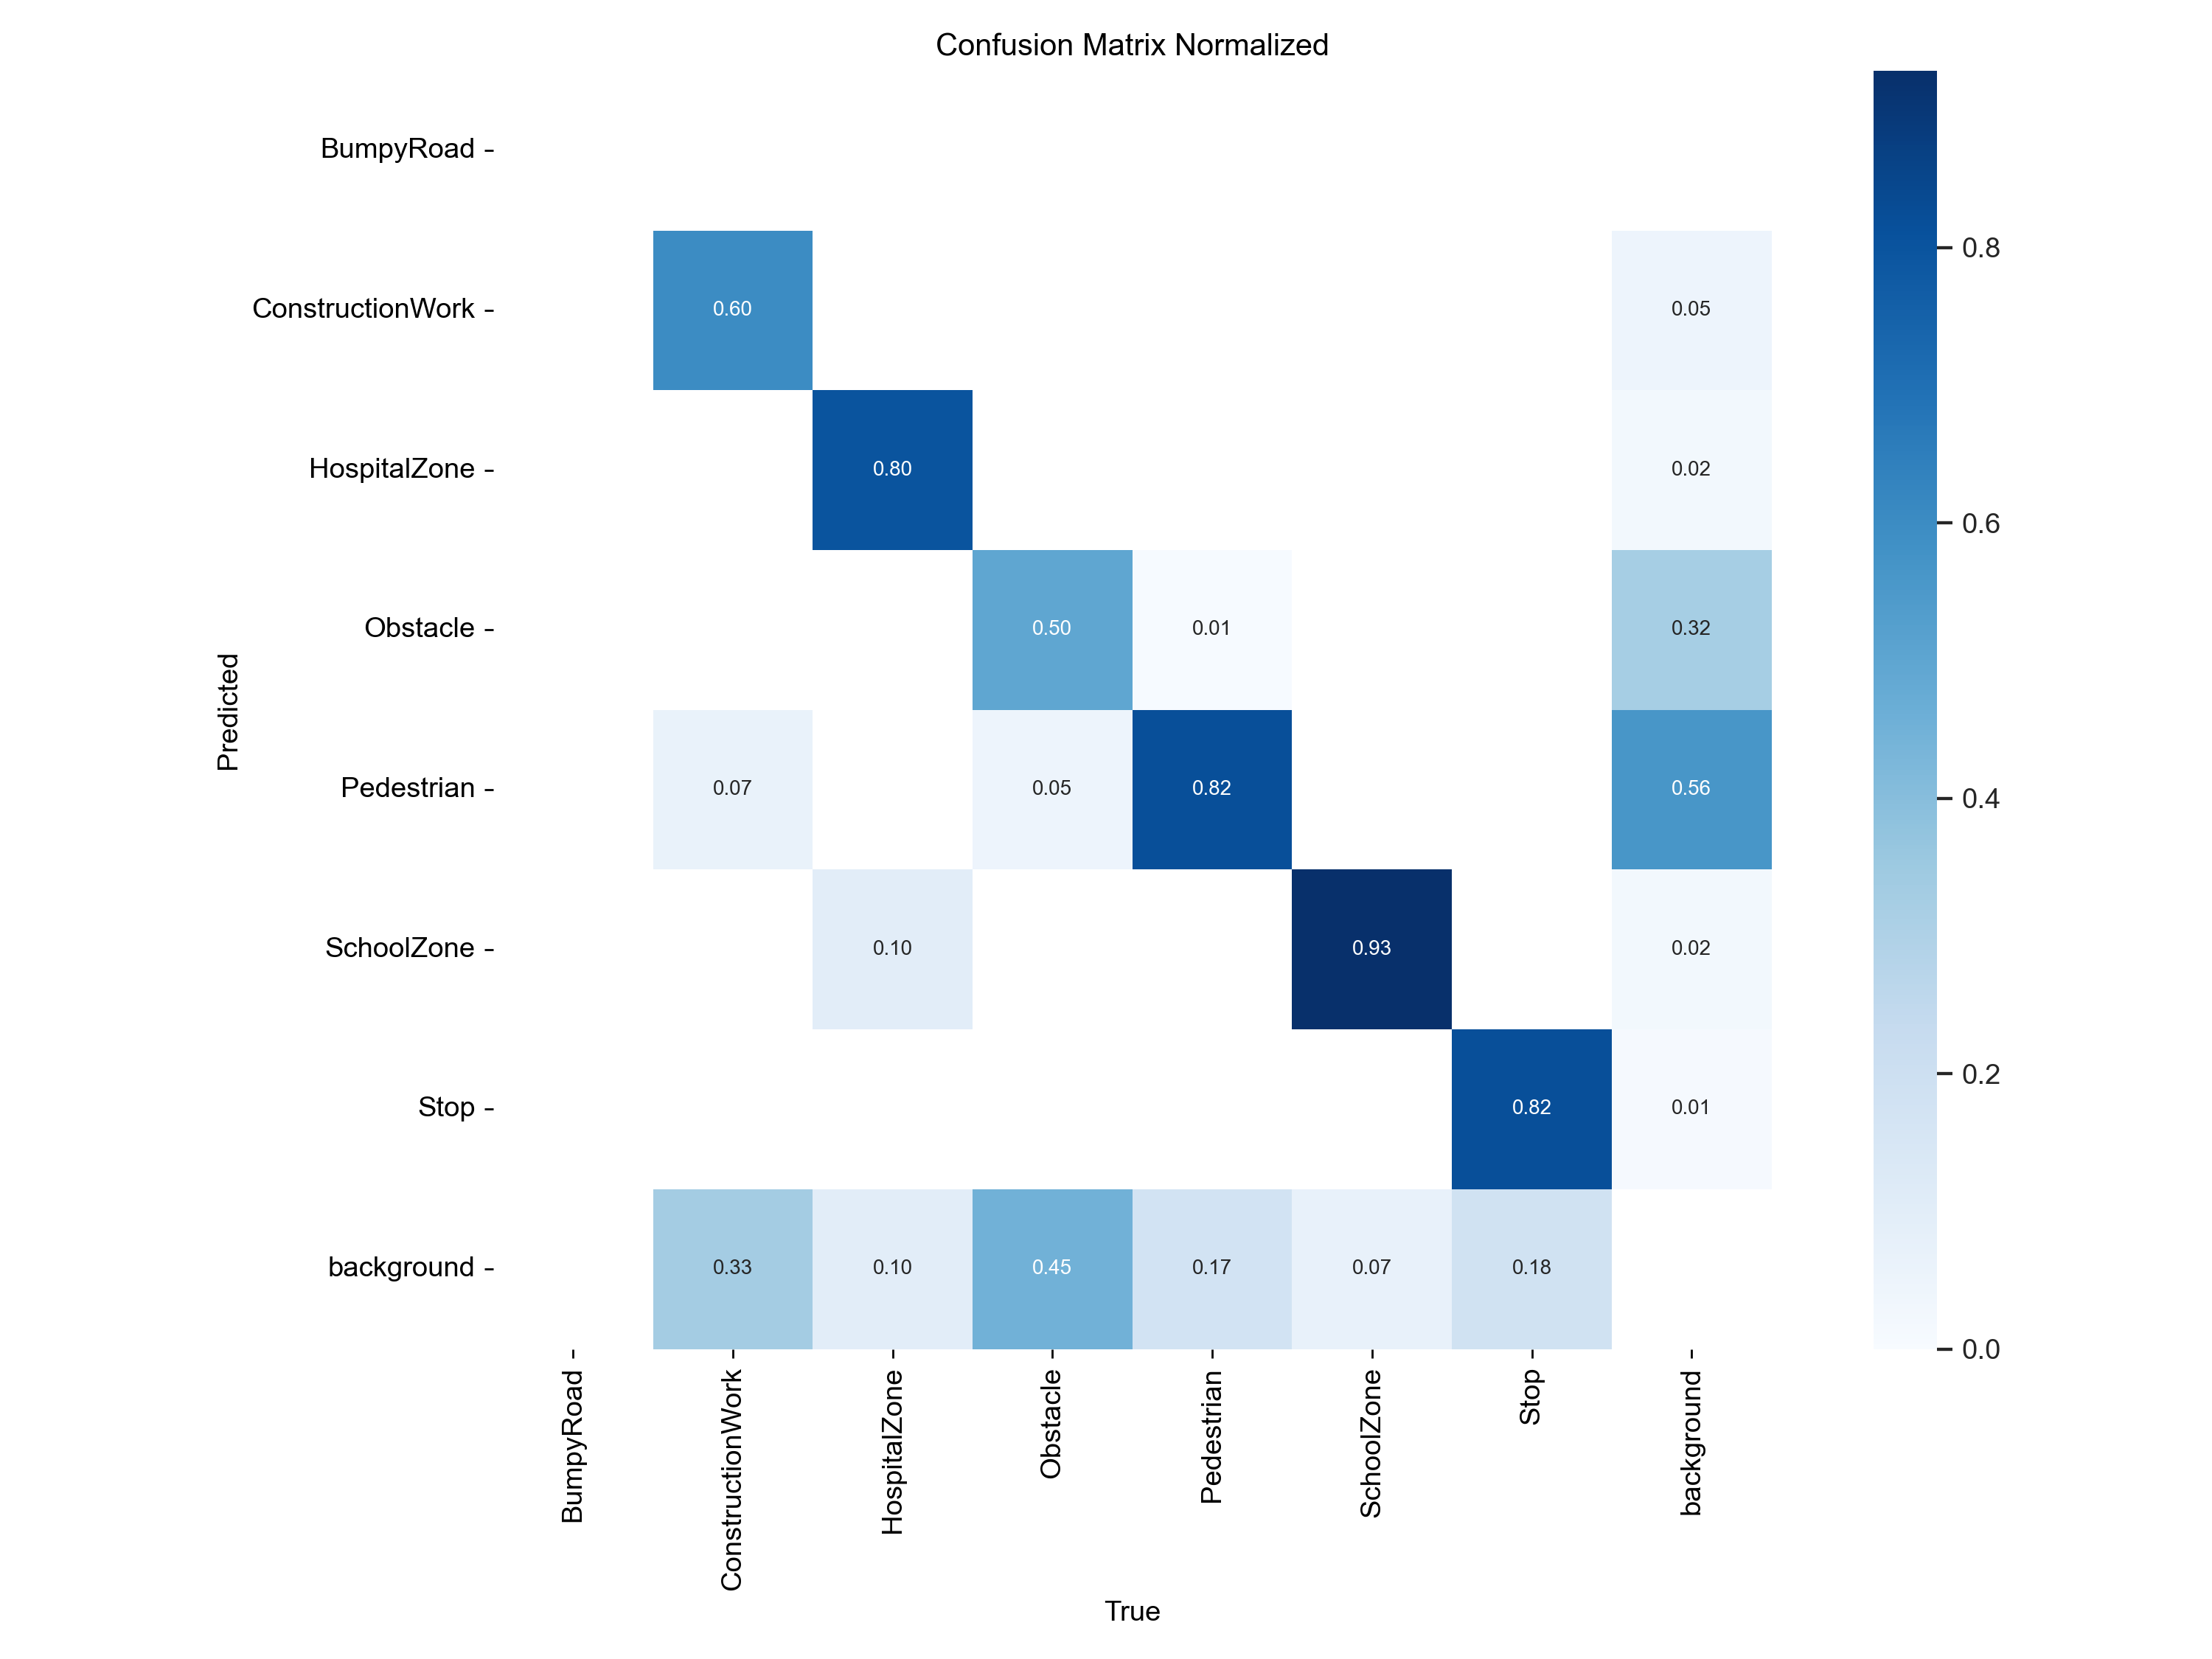 Confusion Matrix Normalized
BumpyRoad
ConstructionWork 0.60 0.05
HospitalZone 0.80 0.02
Obstacle 0.50 0.01 0.32
Pedestrian 0.07 0.05 0.82 0.56
SchoolZone 0.10 0.93 0.02
Stop 0.82 0.01
background 0.33 0.10 0.45 0.17 0.07 0.18
Predicted
BumpyRoad
ConstructionWork
HospitalZone
Obstacle
Pedestrian
SchoolZone
Stop
background
True
0.8
0.6
0.4
0.2
0.0